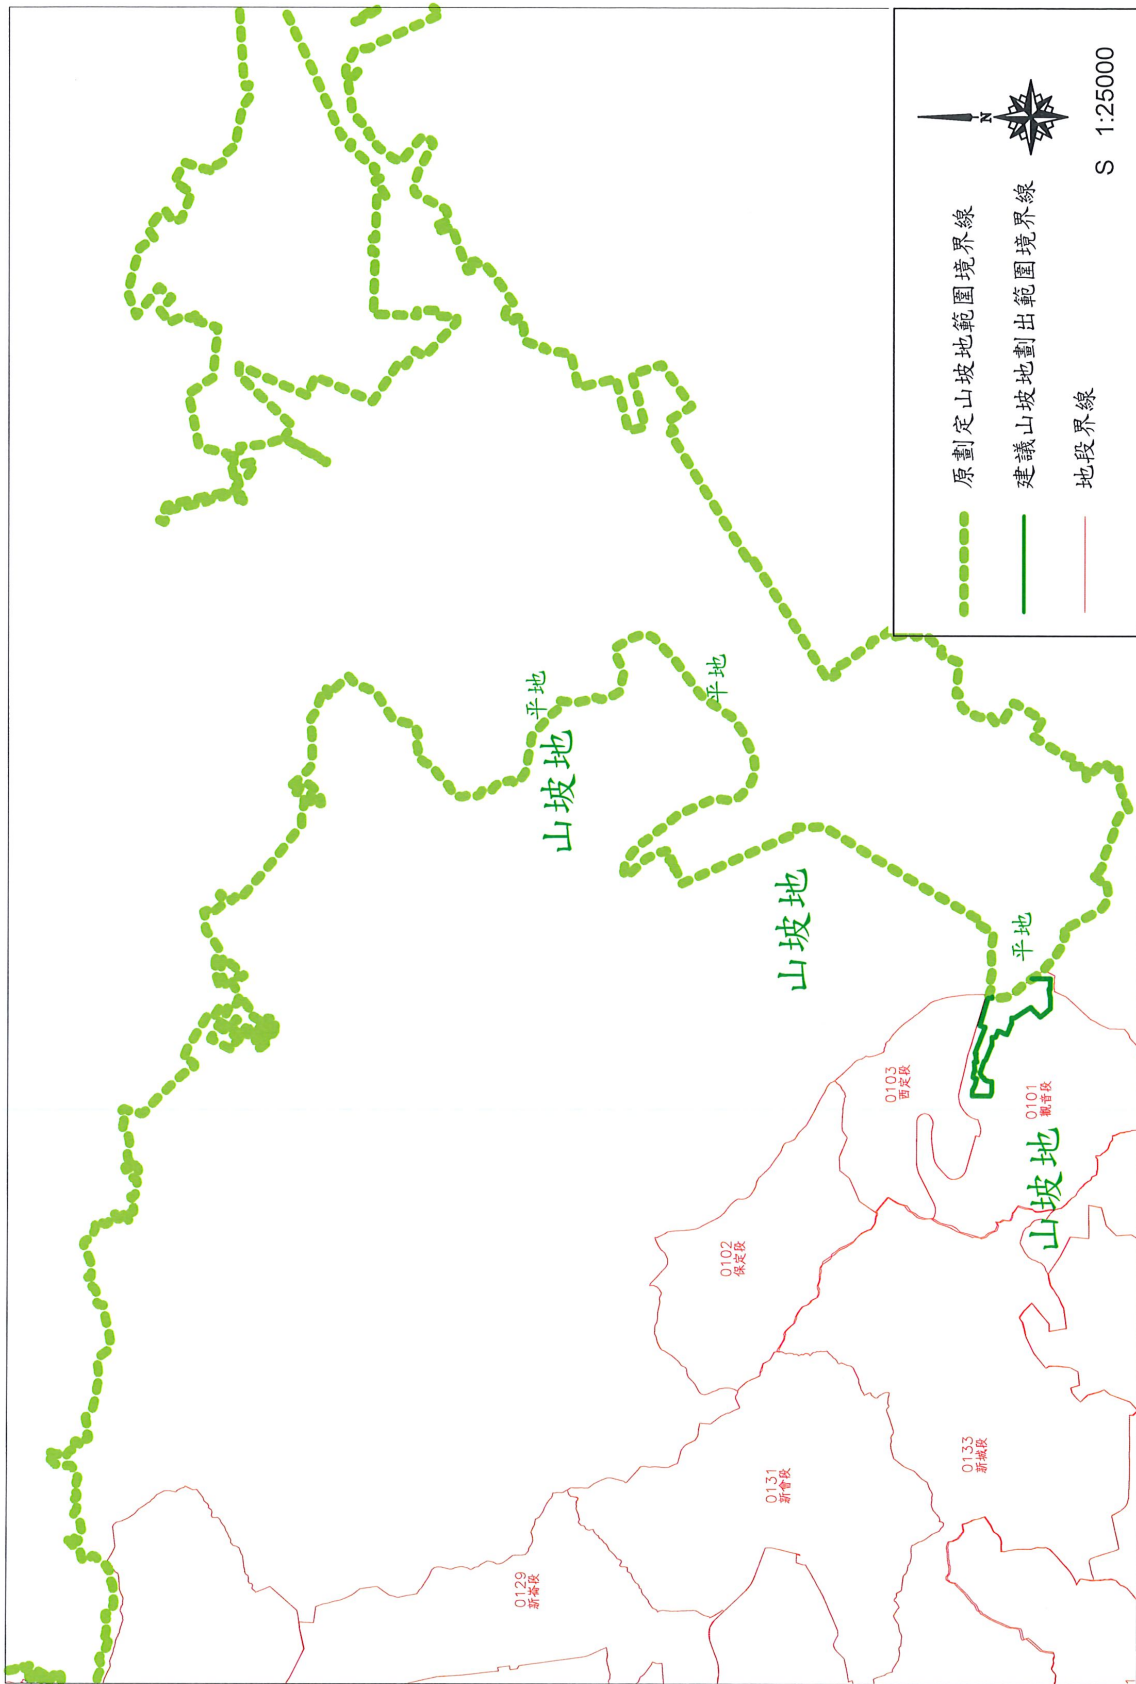 平地
山坡地
平地
山坡地
平地
0103
西定段
0101
觀音段
山坡地
0102
保定段
0131
新會段
0133
新城段
0129
新崙段
N
原劃定山坡地範圍境界線
建議山坡地劃出範圍境界線
地段界線
S 1:25000